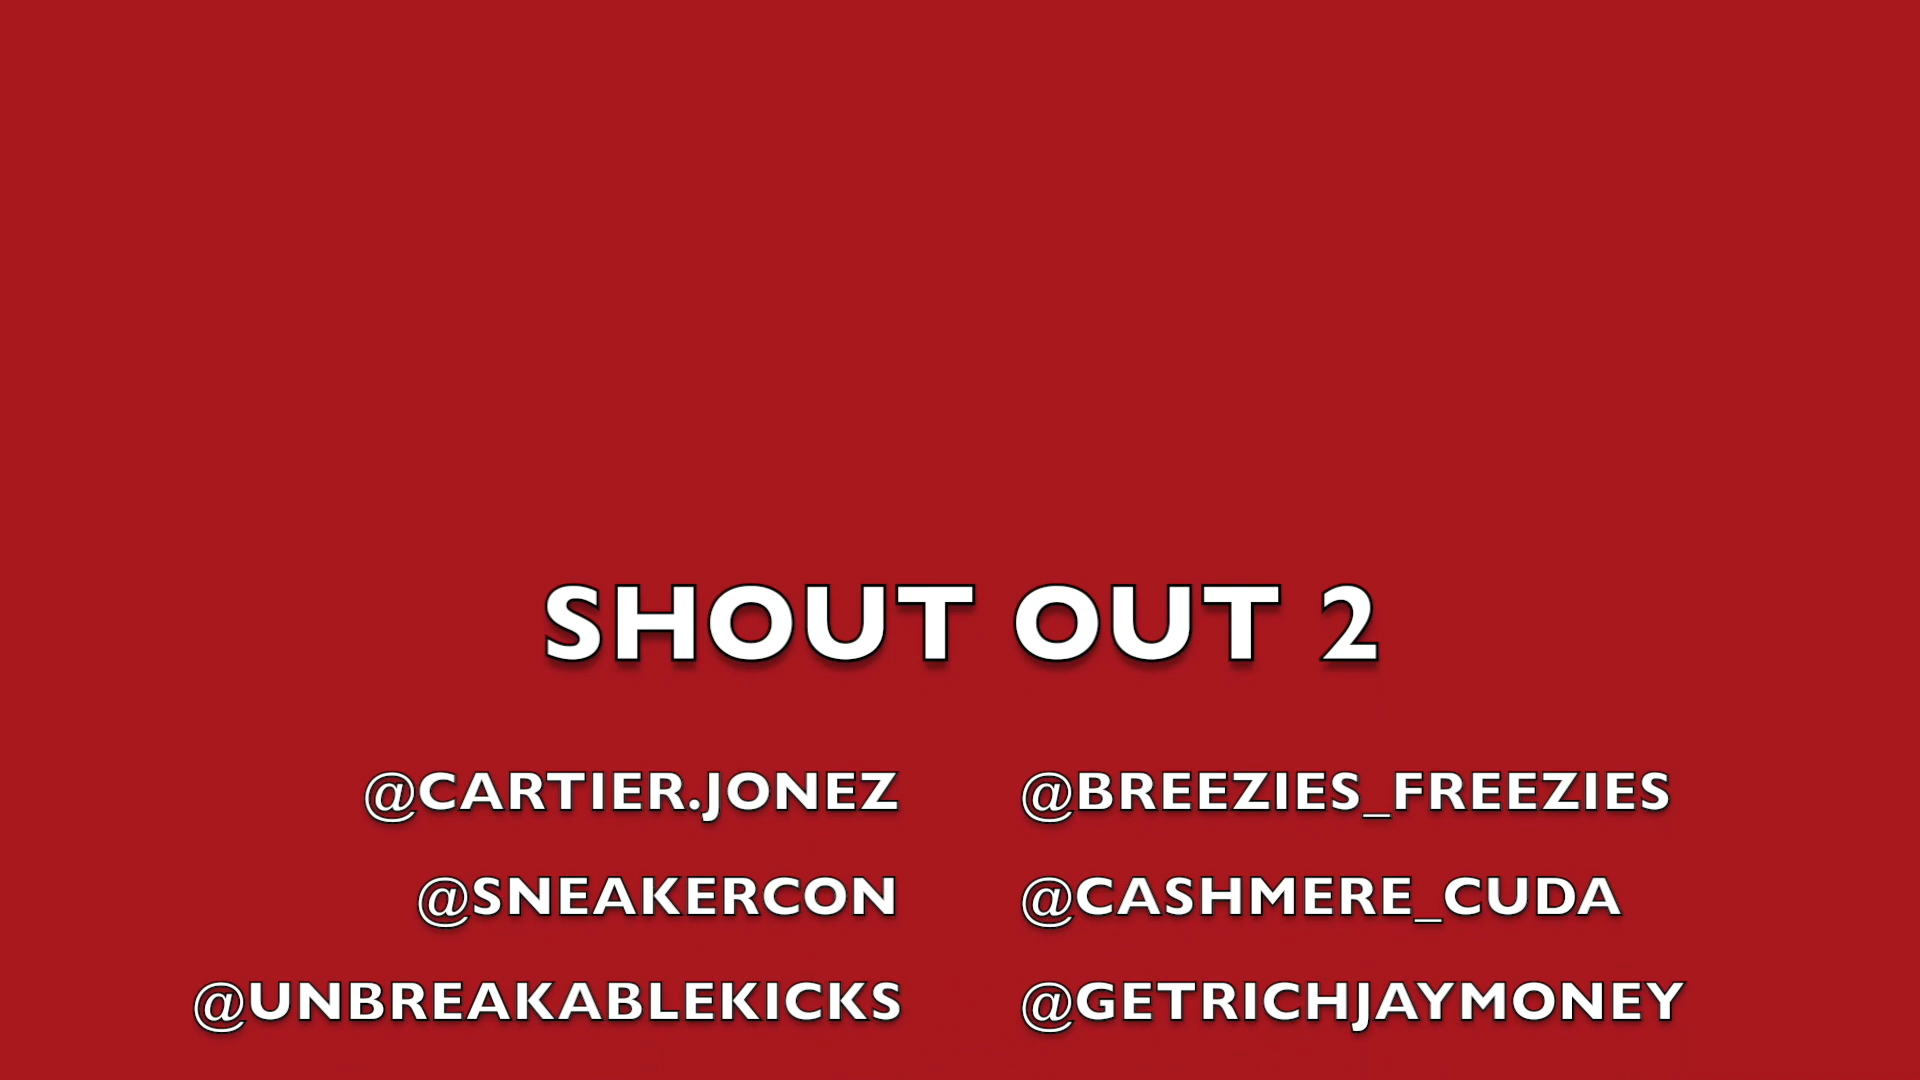 SHOUT OUT 2
@CARTIER.JONEZ @BREEZIES_FREEZIES
@SNEAKERCON @CASHMERE_CUDA
@UNBREAKABLEKICKS @GETRICHJAYMONEY